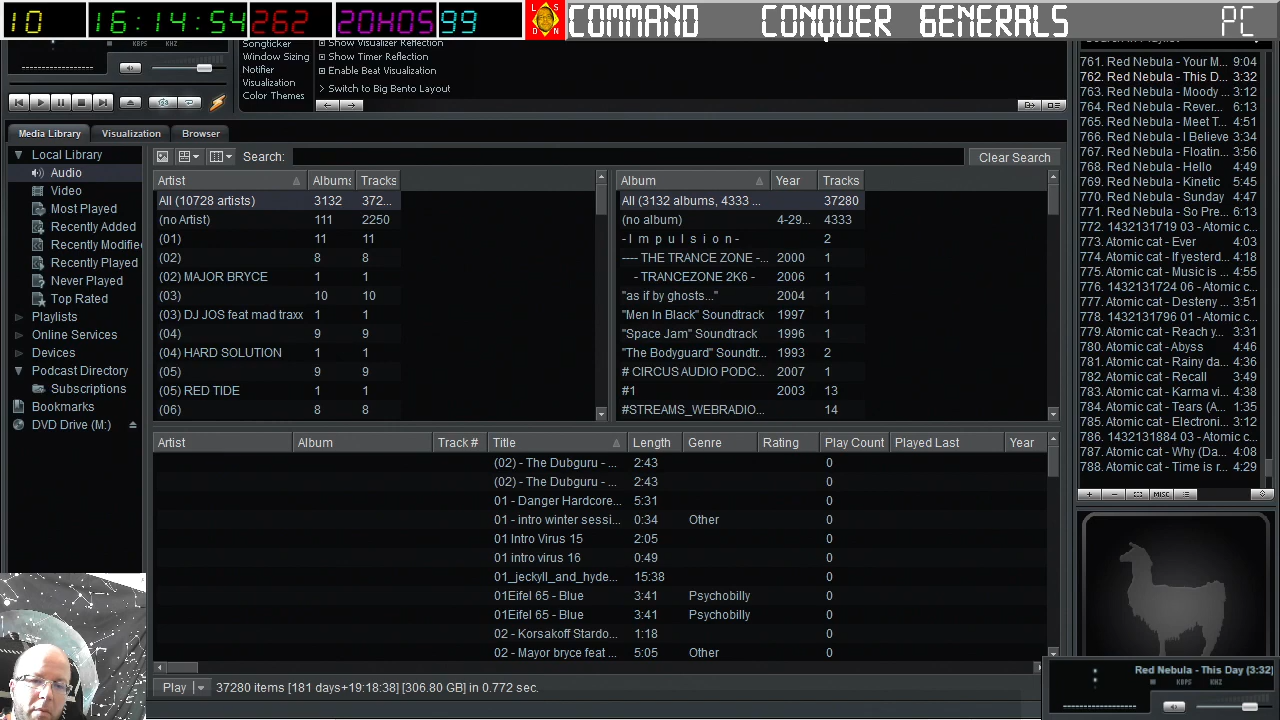 10 16:14:54 262 20H05 99 COMMAND CONQUER GENERALS PC
KBPS KHZ
Songticker
Window Sizing
Notifier
Visualization
Color Themes
Show Visualizer Reflection
Show Timer Reflection
Enable Beat Visualization
Switch to Big Bento Layout
Media Library Visualization Browser
Local Library
Audio
Video
Most Played
Recently Added
Recently Modifie
Recently Played
Never Played
Top Rated
Playlists
Online Services
Devices
Podcast Directory
Subscriptions
Bookmarks
DVD Drive (M:)
Search: Clear Search
Artist Albums Tracks
All (10728 artists) 3132 372...
(no Artist) 111 2250
(01) 11 11
(02) 8 8
(02) MAJOR BRYCE 1 1
(03) 10 10
(03) DJ JOS feat mad traxx 1 1
(04) 9 9
(04) HARD SOLUTION 1 1
(05) 9 9
(05) RED TIDE 1 1
(06) 8 8
Album Year Tracks
All (3132 albums, 4333 ... 37280
(no album) 4-29... 4333
- I m p u l s i o n - 2
---- THE TRANCE ZONE -... 2000 1
- TRANCEZONE 2K6 - 2006 1
"as if by ghosts..." 2004 1
"Men In Black" Soundtrack 1997 1
"Space Jam" Soundtrack 1996 1
"The Bodyguard" Soundtr... 1993 2
# CIRCUS AUDIO PODC... 2007 1
#1 2003 13
#STREAMS_WEBRADIO... 14
Artist Album Track # Title Length Genre Rating Play Count Played Last Year
(02) - The Dubguru - ... 2:43 0
(02) - The Dubguru - ... 2:43 0
01 - Danger Hardcore... 5:31 0
01 - intro winter sessi... 0:34 Other 0
01 Intro Virus 15 2:05 0
01 intro virus 16 0:49 0
01_jeckyll_and_hyde... 15:38 0
01Eifel 65 - Blue 3:41 Psychobilly 0
01Eifel 65 - Blue 3:41 Psychobilly 0
02 - Korsakoff Stardo... 1:18 0
02 - Mayor bryce feat ... 5:05 Other 0
Play 37280 items [181 days+19:18:38] [306.80 GB] in 0.772 sec.
761. Red Nebula - Your M... 9:04
762. Red Nebula - This D... 3:32
763. Red Nebula - Moody ... 3:12
764. Red Nebula - Rever... 6:13
765. Red Nebula - Meet T... 4:51
766. Red Nebula - I Believe 3:34
767. Red Nebula - Floatin... 3:56
768. Red Nebula - Hello 4:49
769. Red Nebula - Kinetic 5:45
770. Red Nebula - Sunday 4:47
771. Red Nebula - So Pre... 6:13
772. 1432131719 03 - Atomic c...
773. Atomic cat - Ever 4:03
774. Atomic cat - If yesterd... 4:18
775. Atomic cat - Music is ... 4:55
776. 1432131724 06 - Atomic c...
777. Atomic cat - Desteny 3:51
778. 1432131796 01 - Atomic c...
779. Atomic cat - Reach y... 3:31
780. Atomic cat - Abyss 4:46
781. Atomic cat - Rainy da... 4:36
782. Atomic cat - Recall 3:49
783. Atomic cat - Karma vi... 4:38
784. Atomic cat - Tears (A... 1:35
785. Atomic cat - Electroni... 3:12
786. 1432131884 03 - Atomic c...
787. Atomic cat - Why (Da... 4:08
788. Atomic cat - Time is r... 4:29
MISC
Red Nebula - This Day (3:32)
KBPS KHZ